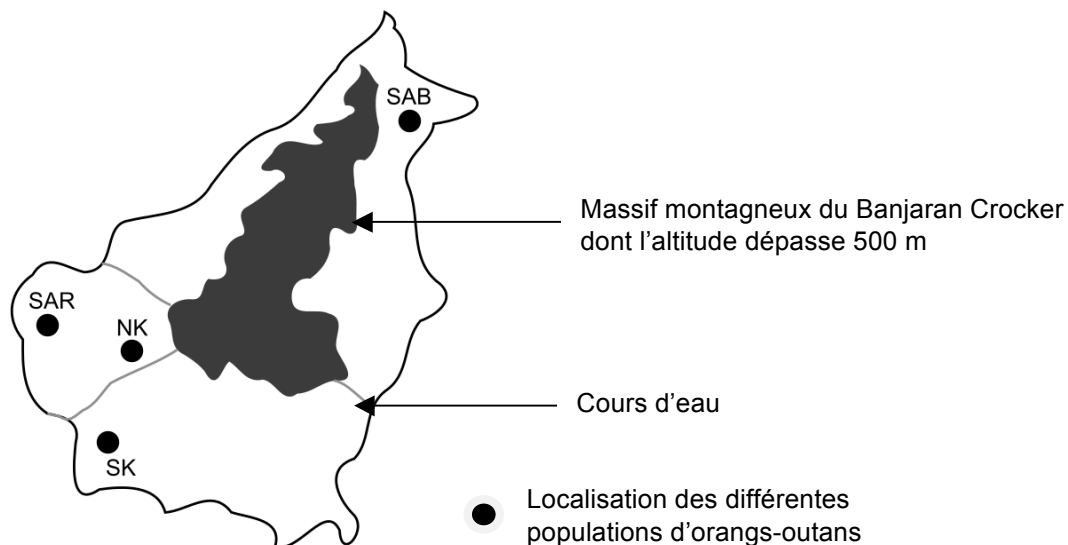 SAB
Massif montagneux du Banjaran Crocker
dont l’altitude dépasse 500 m
SAR
NK
Cours d’eau
SK
Localisation des différentes
populations d’orangs-outans